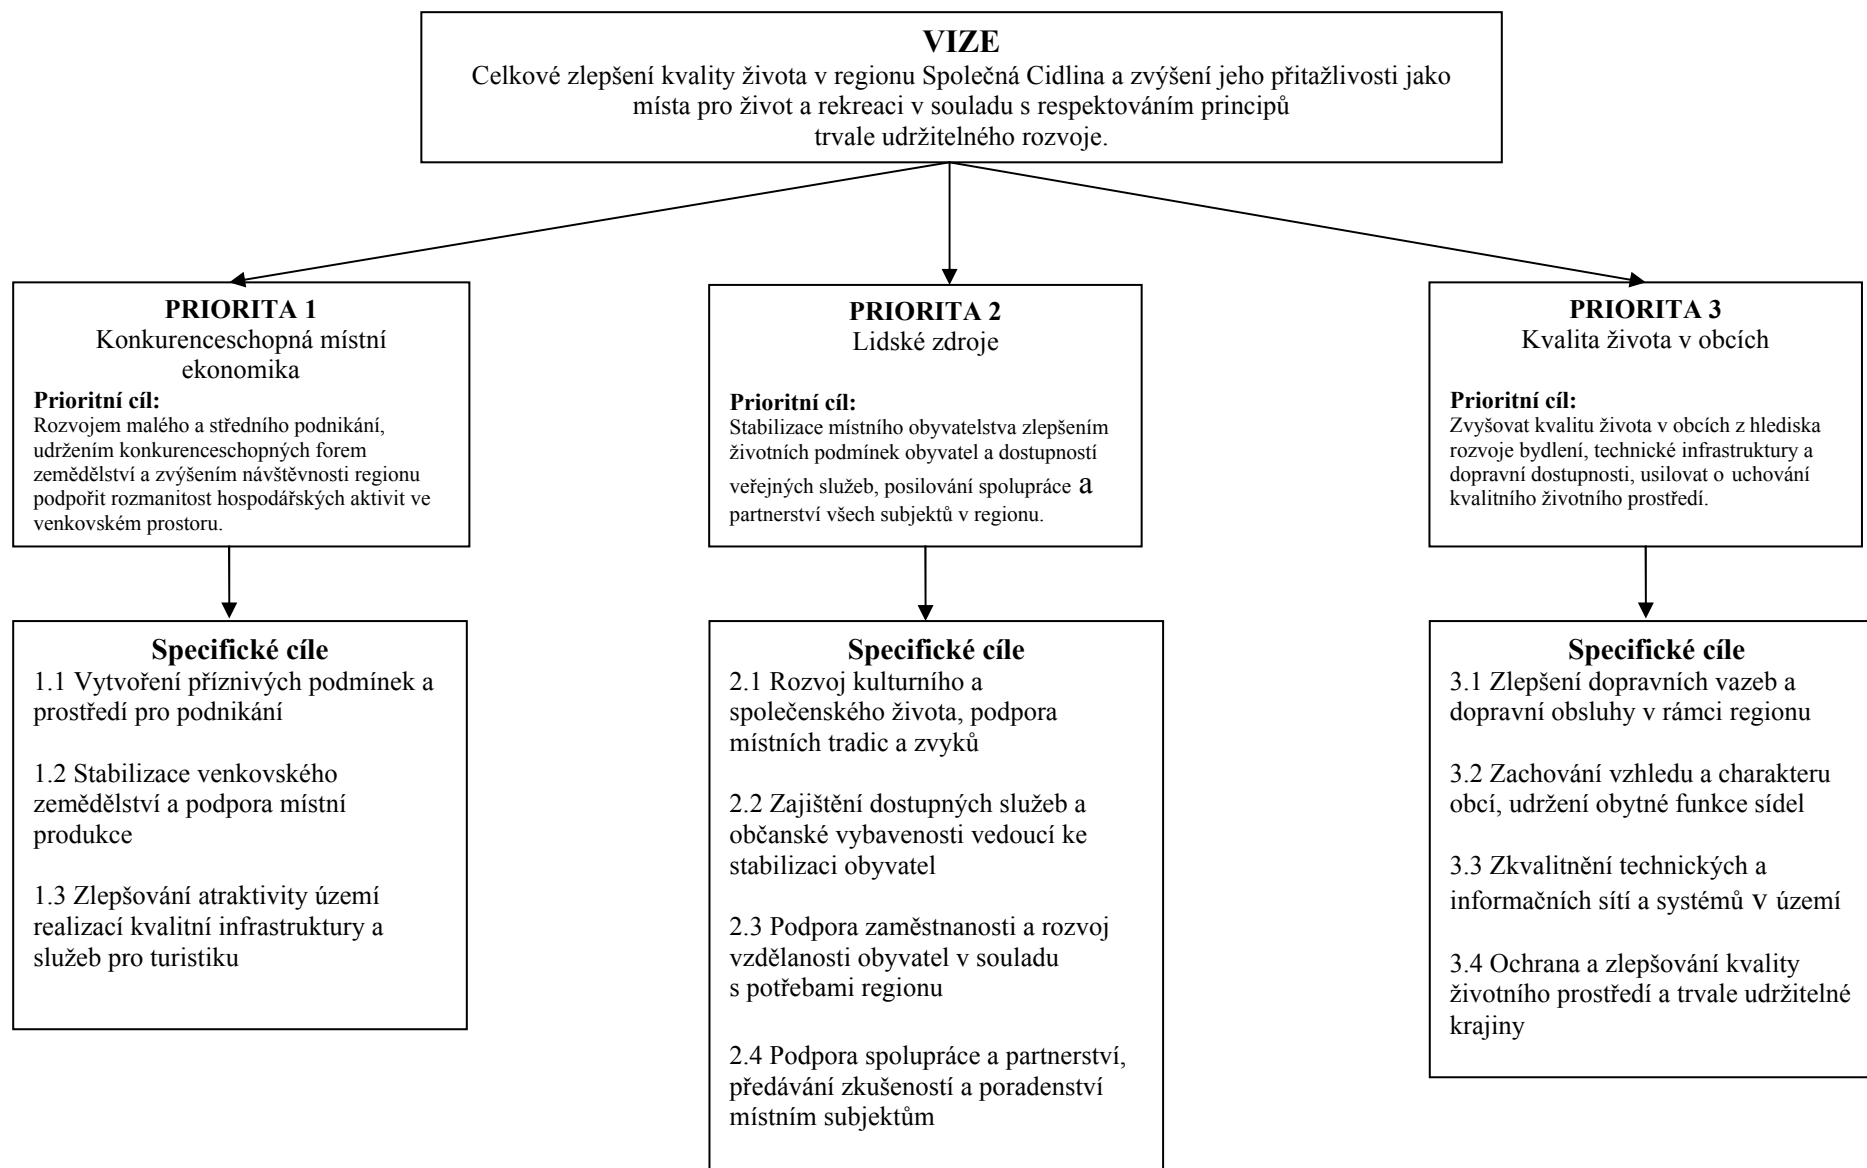 VIZE
Celkové zlepšení kvality života v regionu Společná Cidlina a zvýšení jeho přitažlivosti jako
místa pro život a rekreaci v souladu s respektováním principů
trvale udržitelného rozvoje.
PRIORITA 1
Konkurenceschopná místní
ekonomika
Prioritní cíl:
Rozvojem malého a středního podnikání,
udržením konkurenceschopných forem
zemědělství a zvýšením návštěvnosti regionu
podpořit rozmanitost hospodářských aktivit ve
venkovském prostoru.
PRIORITA 2
Lidské zdroje
Prioritní cíl:
Stabilizace místního obyvatelstva zlepšením
životních podmínek obyvatel a dostupností
veřejných služeb, posilování spolupráce a
partnerství všech subjektů v regionu.
PRIORITA 3
Kvalita života v obcích
Prioritní cíl:
Zvyšovat kvalitu života v obcích z hlediska
rozvoje bydlení, technické infrastruktury a
dopravní dostupnosti, usilovat o uchování
kvalitního životního prostředí.
Specifické cíle
1.1 Vytvoření příznivých podmínek a
prostředí pro podnikání
1.2 Stabilizace venkovského
zemědělství a podpora místní
produkce
1.3 Zlepšování atraktivity území
realizací kvalitní infrastruktury a
služeb pro turistiku
Specifické cíle
2.1 Rozvoj kulturního a
společenského života, podpora
místních tradic a zvyků
2.2 Zajištění dostupných služeb a
občanské vybavenosti vedoucí ke
stabilizaci obyvatel
2.3 Podpora zaměstnanosti a rozvoj
vzdělanosti obyvatel v souladu
s potřebami regionu
2.4 Podpora spolupráce a partnerství,
předávání zkušeností a poradenství
místním subjektům
Specifické cíle
3.1 Zlepšení dopravních vazeb a
dopravní obsluhy v rámci regionu
3.2 Zachování vzhledu a charakteru
obcí, udržení obytné funkce sídel
3.3 Zkvalitnění technických a
informačních sítí a systémů v území
3.4 Ochrana a zlepšování kvality
životního prostředí a trvale udržitelné
krajiny